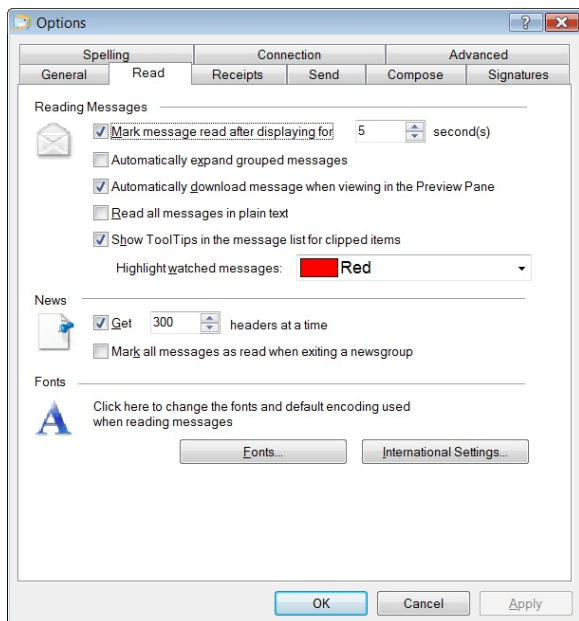 Options
Spelling Connection Advanced
General Read Receipts Send Compose Signatures
Reading Messages
Mark message read after displaying for 5 second(s)
Automatically expand grouped messages
Automatically download message when viewing in the Preview Pane
Read all messages in plain text
Show ToolTips in the message list for clipped items
Highlight watched messages: Red
News
Get 300 headers at a time
Mark all messages as read when exiting a newsgroup
Fonts
Click here to change the fonts and default encoding used
when reading messages
Fonts... International Settings...
OK Cancel Apply